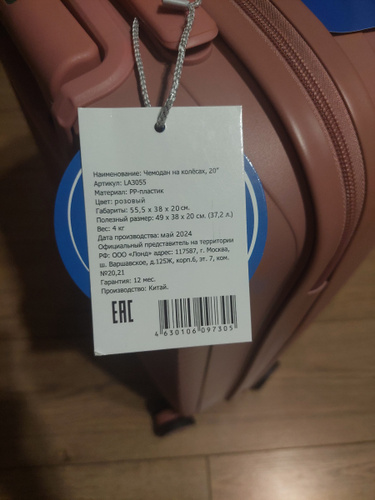 Наименование: Чемодан на колёсах, 20"
Артикул: LA3055
Материал: PP-пластик
Цвет: розовый
Габариты: 55,5 x 38 x 20 см.
Полезный размер: 49 x 38 x 20 см. (37,2 л.)
Вес: 4 кг
Дата производства: май 2024
Официальный представитель на территории
РФ: ООО «Лонд» адрес: 117587, г. Москва,
ш. Варшавское, д.125Ж, корп.6, эт. 7, ком.
№20,21
Гарантия: 12 мес.
Производство: Китай.
EAC
4 630106 097305